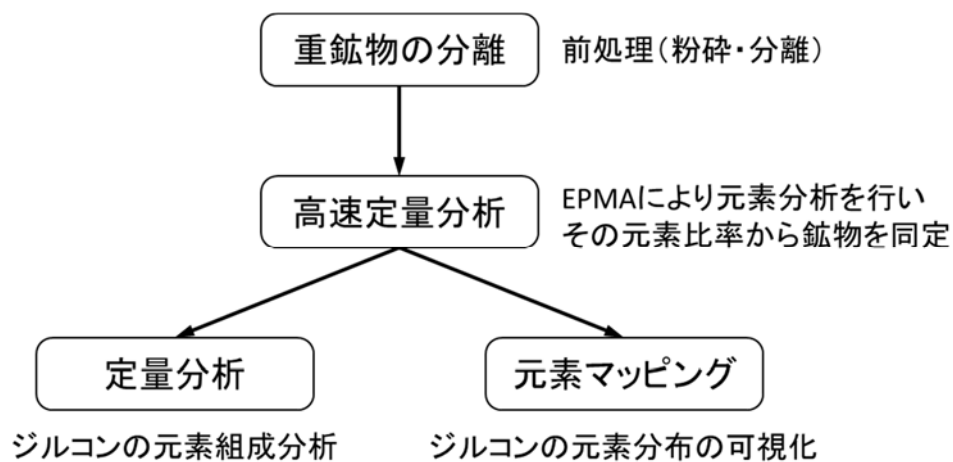 重鉱物の分離
前処理(粉砕・分離)
高速定量分析
EPMAにより元素分析を行い
その元素比率から鉱物を同定
定量分析
元素マッピング
ジルコンの元素組成分析
ジルコンの元素分布の可視化